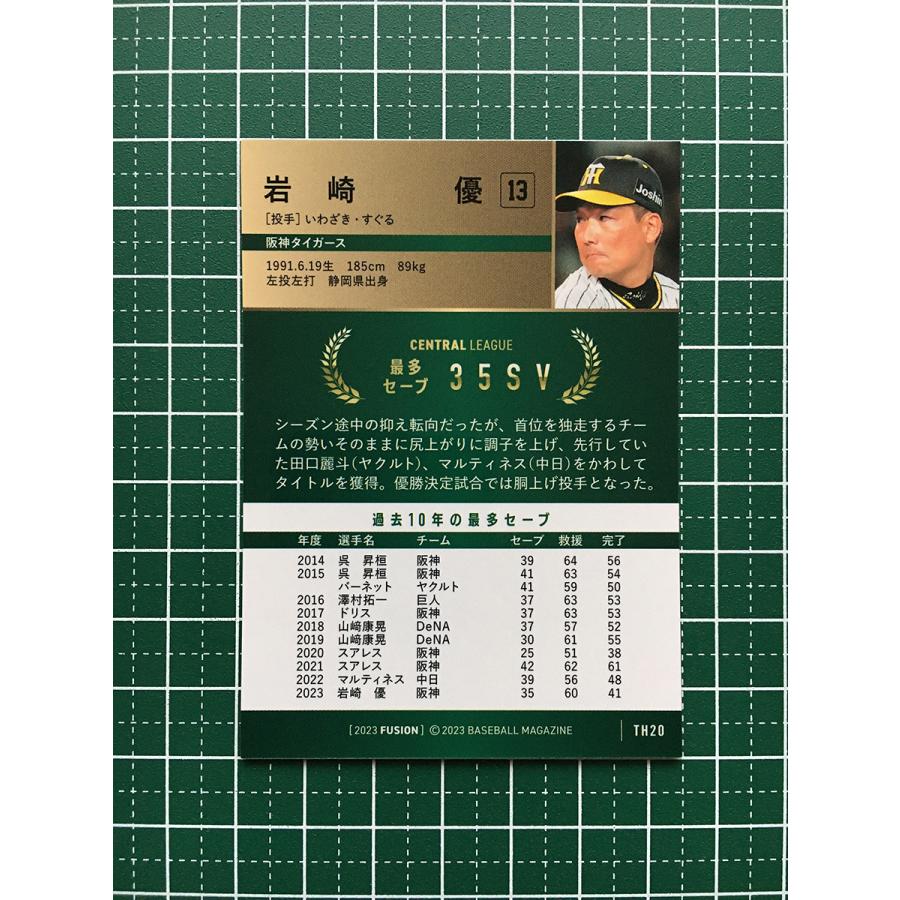 岩崎 優 13
[投手]いわざき・すぐる
阪神タイガース
1991.6.19生 185cm 89kg
左投左打 静岡県出身
Joshin
CENTRAL LEAGUE
最多
セーブ 35SV
シーズン途中の抑え転向だったが、首位を独走するチー
ムの勢いそのままに尻上がりに調子を上げ、先行してい
た田口麗斗(ヤクルト)、マルティネス(中日)をかわして
タイトルを獲得。優勝決定試合では胴上げ投手となった。
過去10年の最多セーブ
年度 選手名 チーム セーブ 救援 完了
2014 呉 昇桓 阪神 39 64 56
2015 呉 昇桓 阪神 41 63 54
バーネット ヤクルト 41 59 50
2016 澤村拓一 巨人 37 63 53
2017 ドリス 阪神 37 63 53
2018 山﨑康晃 DeNA 37 57 52
2019 山﨑康晃 DeNA 30 61 55
2020 スアレス 阪神 25 51 38
2021 スアレス 阪神 42 62 61
2022 マルティネス 中日 39 56 48
2023 岩崎 優 阪神 35 60 41
[2023 FUSION] ©2023 BASEBALL MAGAZINE TH20